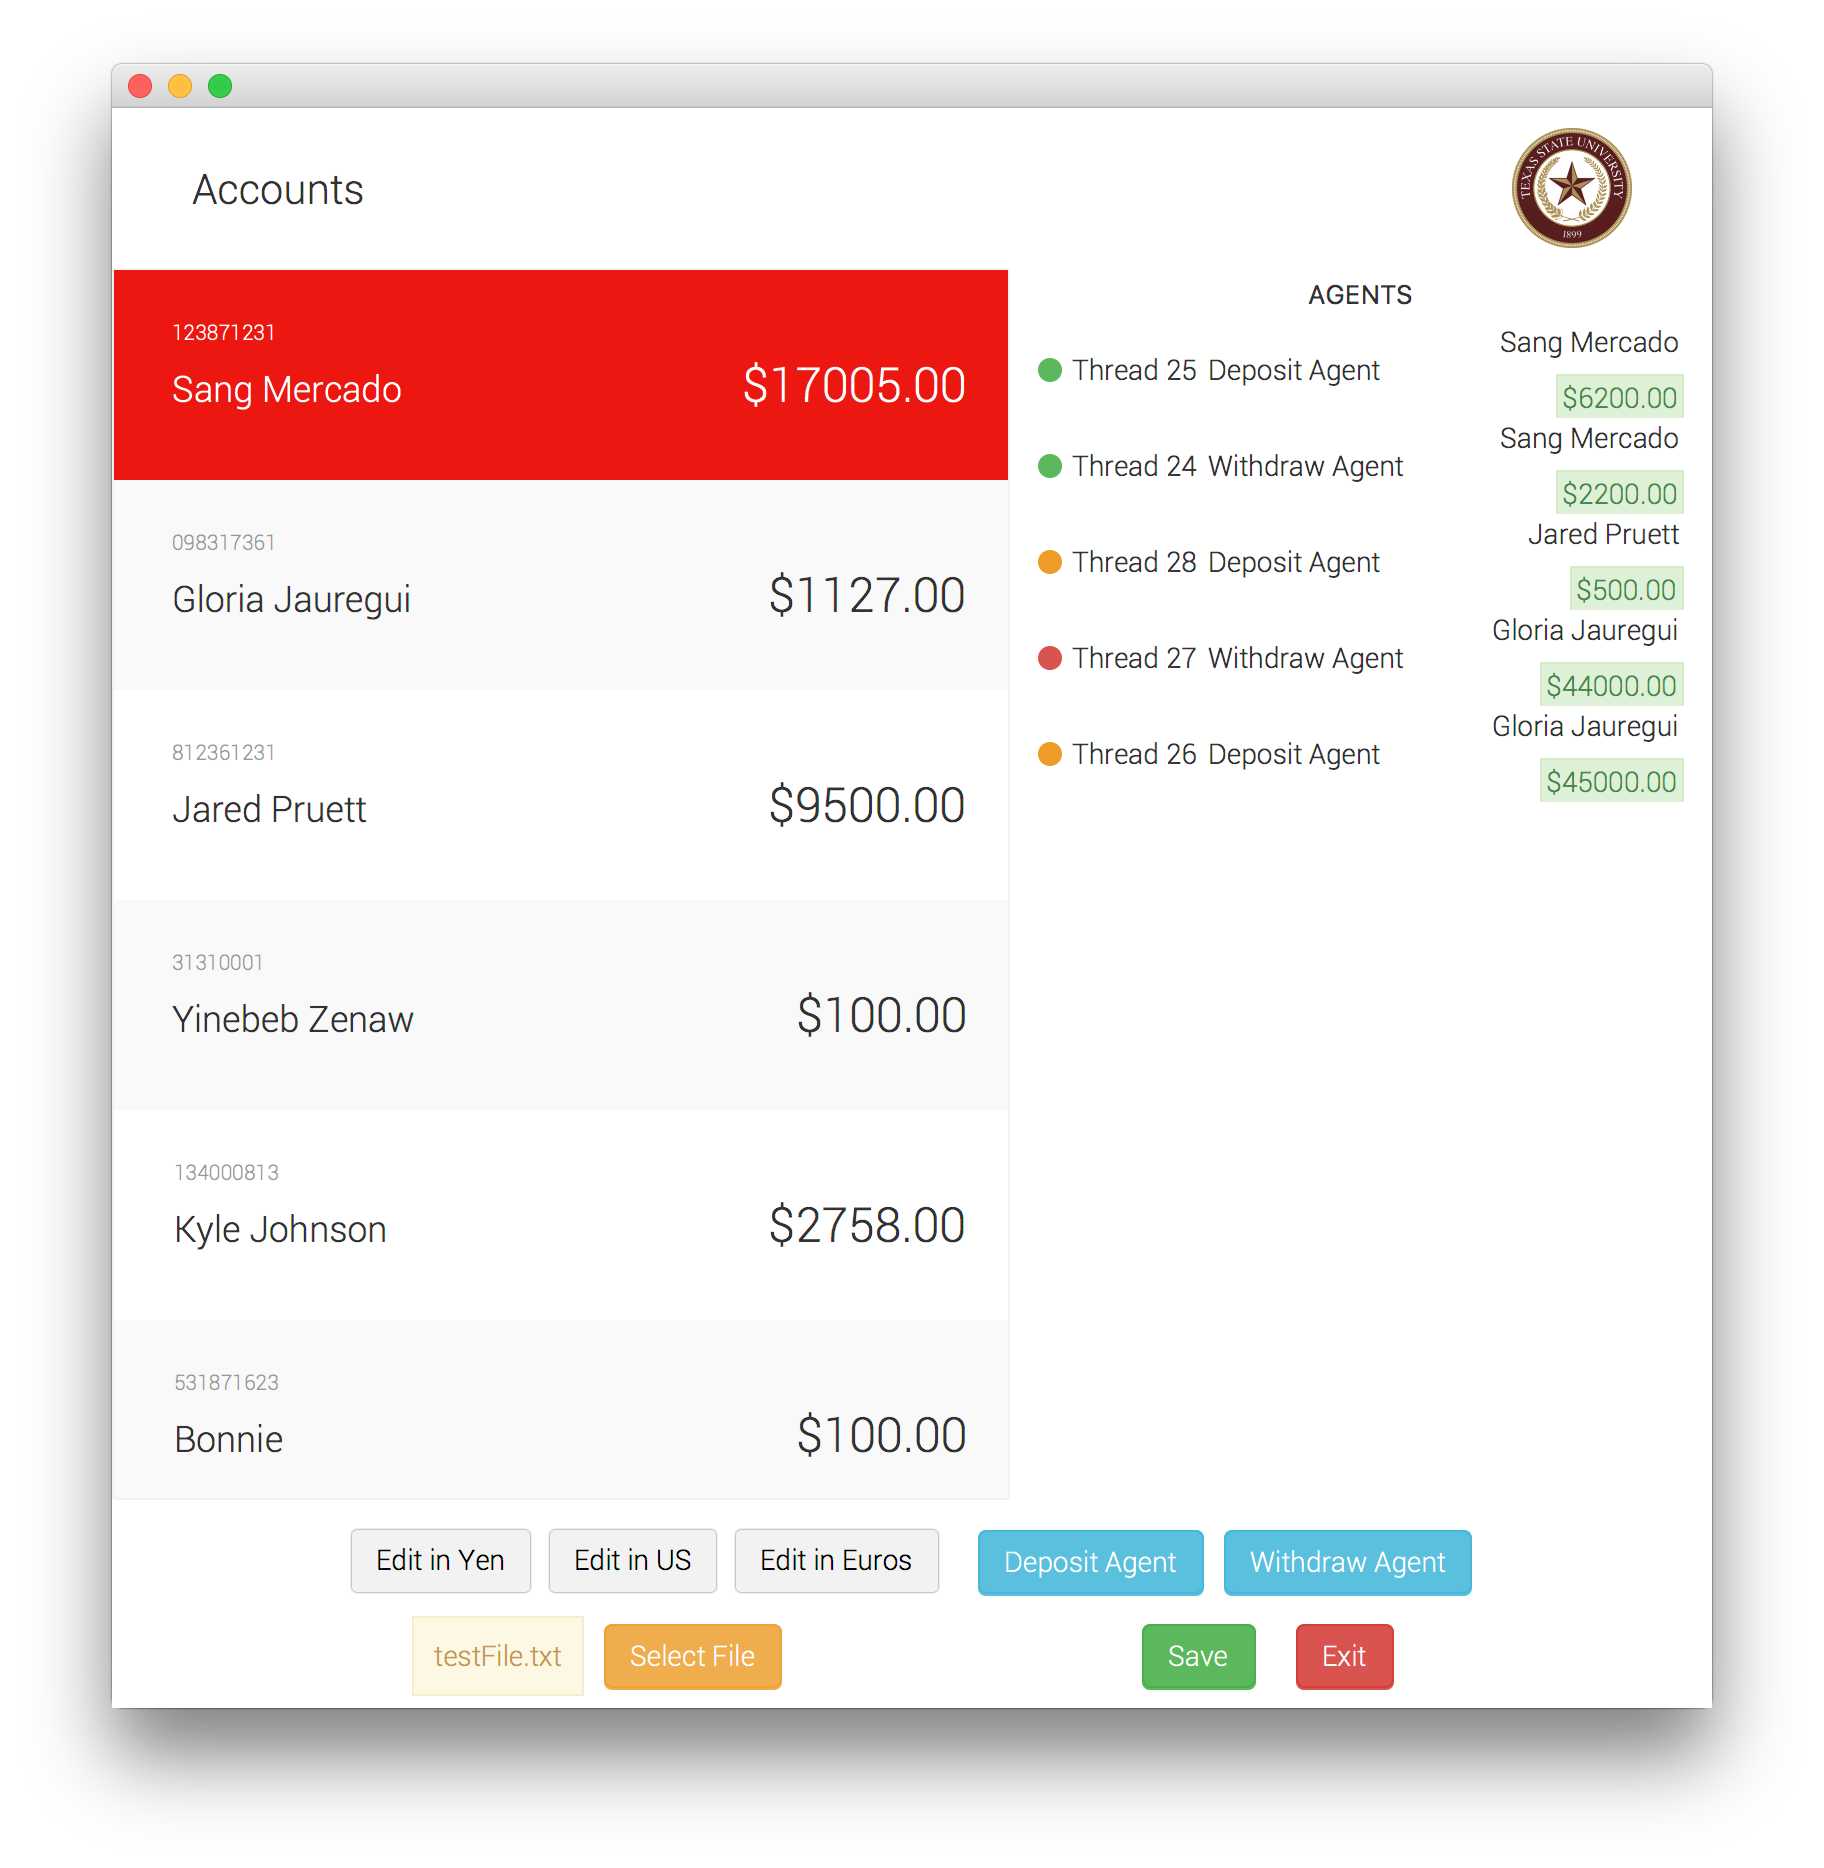 Accounts
TEXAS STATE UNIVERSITY
1899
123871231
Sang Mercado $17005.00
098317361
Gloria Jauregui $1127.00
812361231
Jared Pruett $9500.00
31310001
Yinebeb Zenaw $100.00
134000813
Kyle Johnson $2758.00
531871623
Bonnie $100.00
AGENTS
Sang Mercado
Thread 25 Deposit Agent
$6200.00
Sang Mercado
Thread 24 Withdraw Agent
$2200.00
Jared Pruett
Thread 28 Deposit Agent
$500.00
Gloria Jauregui
Thread 27 Withdraw Agent
$44000.00
Gloria Jauregui
Thread 26 Deposit Agent
$45000.00
Edit in Yen Edit in US Edit in Euros Deposit Agent Withdraw Agent
testFile.txt Select File Save Exit